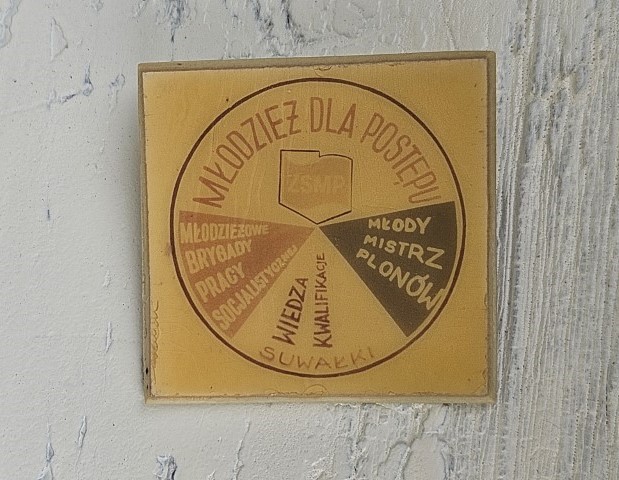 MŁODZIEŻ DLA POSTĘPU
ZSMP
MŁODZIEŻOWE
BRYGADY
PRACY
SOCJALISTYCZNEJ
WIEDZA
KWALIFIKACJE
MŁODY
MISTRZ
PLONÓW
SUWAŁKI